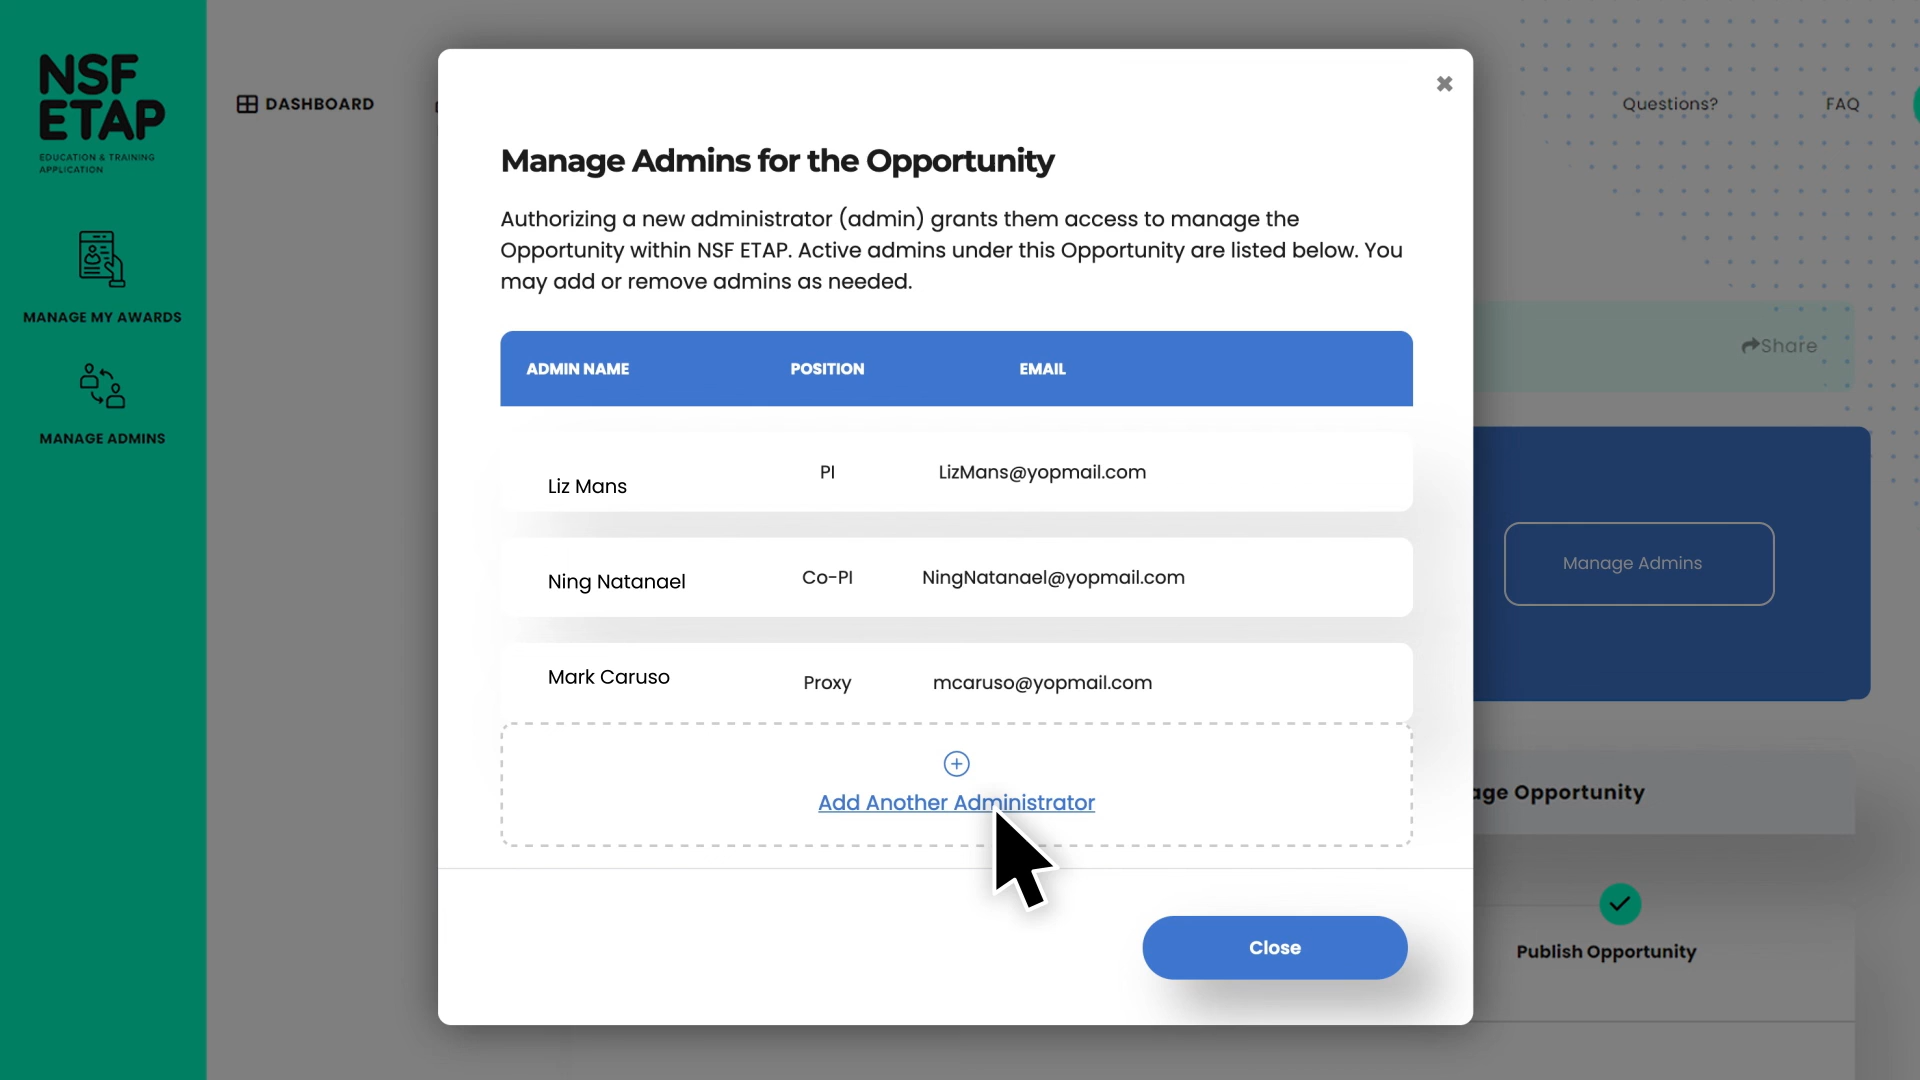 NSF
ETAP
EDUCATION & TRAINING
APPLICATION
MANAGE MY AWARDS
MANAGE ADMINS
DASHBOARD
Questions?
FAQ
Manage Admins for the Opportunity
Authorizing a new administrator (admin) grants them access to manage the
Opportunity within NSF ETAP. Active admins under this Opportunity are listed below. You
may add or remove admins as needed.
ADMIN NAME POSITION EMAIL
Liz Mans PI LizMans@yopmail.com
Ning Natanael Co-PI NingNatanael@yopmail.com
Mark Caruso Proxy mcaruso@yopmail.com
Add Another Administrator
Close
Share
Manage Admins
age Opportunity
Publish Opportunity